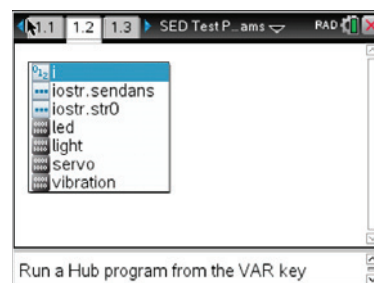 1.1 1.2 1.3 SED Test P...ams RAD
i
iostr.sendans
iostr.str0
led
light
servo
vibration
Run a Hub program from the VAR key